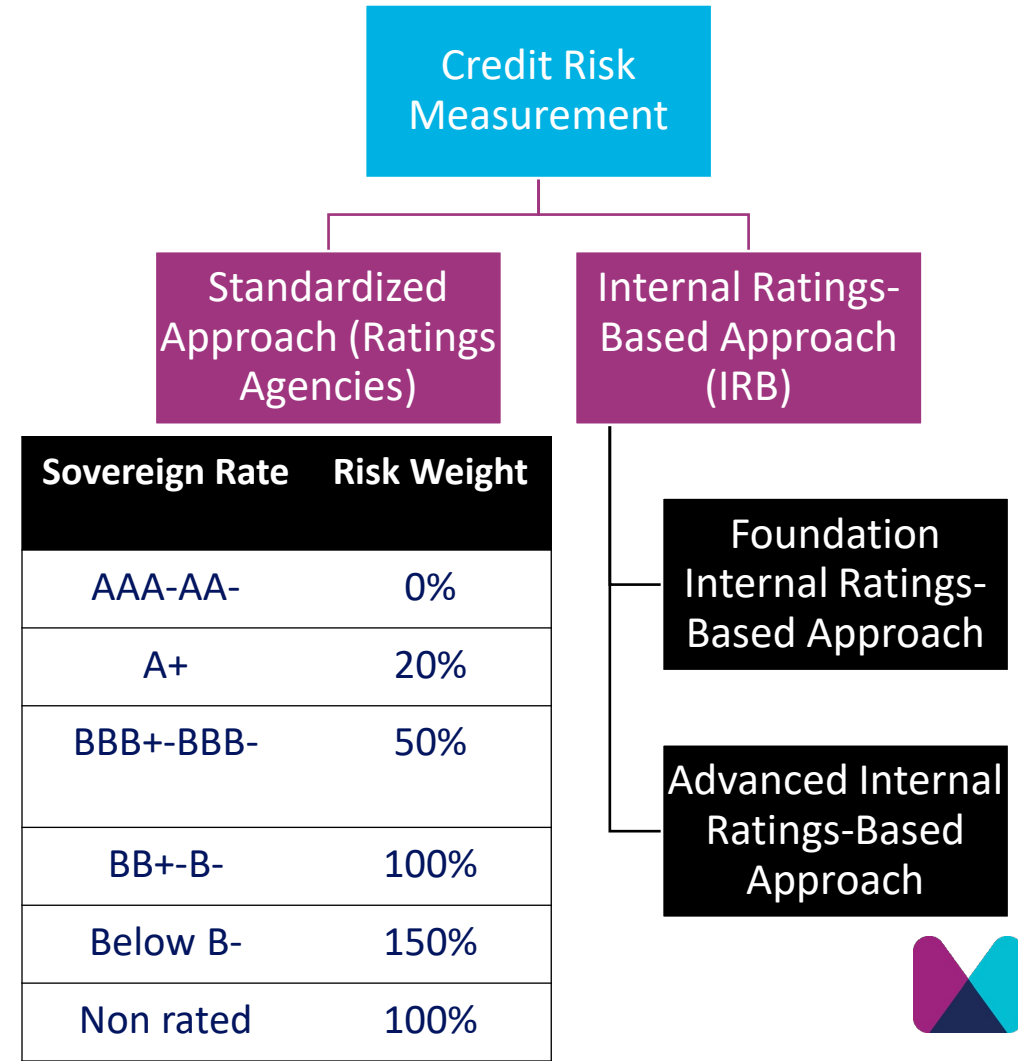 Credit Risk
Measurement
Standardized
Approach (Ratings
Agencies)
Internal Ratings-
Based Approach
(IRB)
Sovereign Rate Risk Weight
AAA-AA- 0%
A+ 20%
BBB+-BBB- 50%
BB+-B- 100%
Below B- 150%
Non rated 100%
Foundation
Internal Ratings-
Based Approach
Advanced Internal
Ratings-Based
Approach